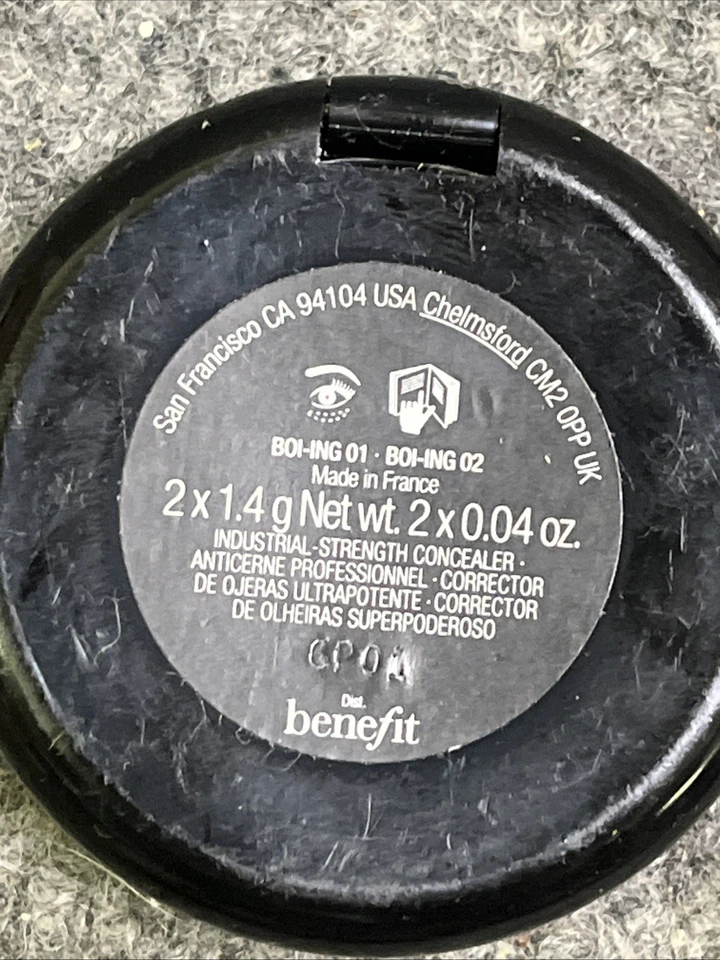 San Francisco CA 94104 USA Chelmsford CM2 0PP UK
BOI-ING 01 · BOI-ING 02
Made in France
2 x 1.4 g Net wt. 2 x 0.04 oz.
INDUSTRIAL-STRENGTH CONCEALER ·
ANTICERNE PROFESSIONNEL · CORRECTOR
DE OJERAS ULTRAPOTENTE · CORRECTOR
DE OLHEIRAS SUPERPODEROSO
Dist.
benefit